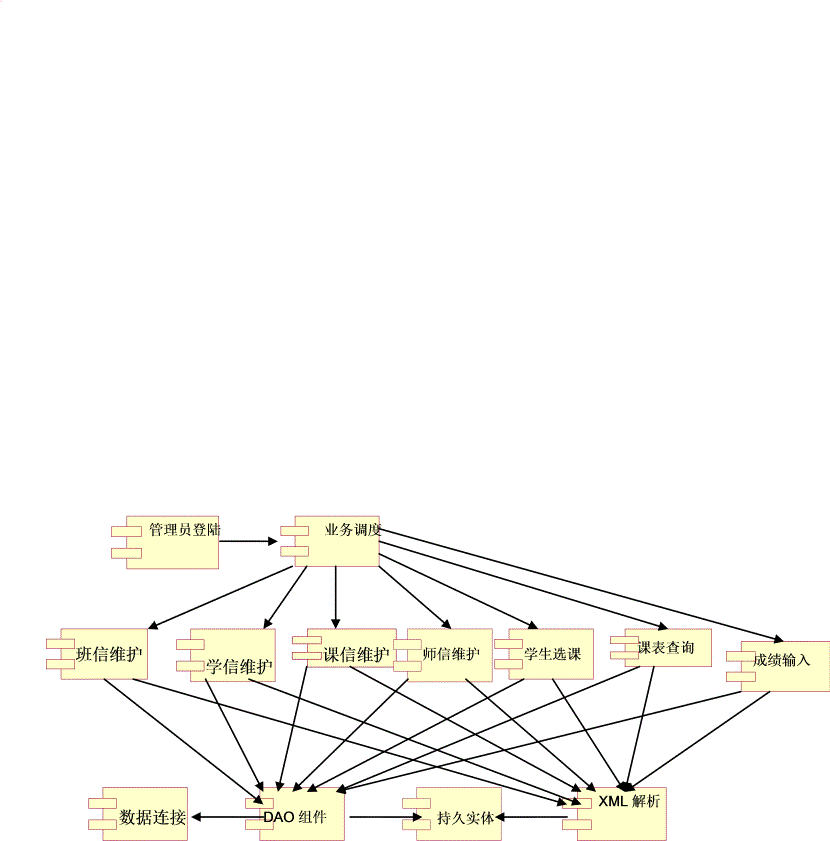 管理员登陆
业务调度
班信维护
学信维护
课信维护
师信维护
学生选课
课表查询
成绩输入
数据连接
DAO 组件
持久实体
XML 解析